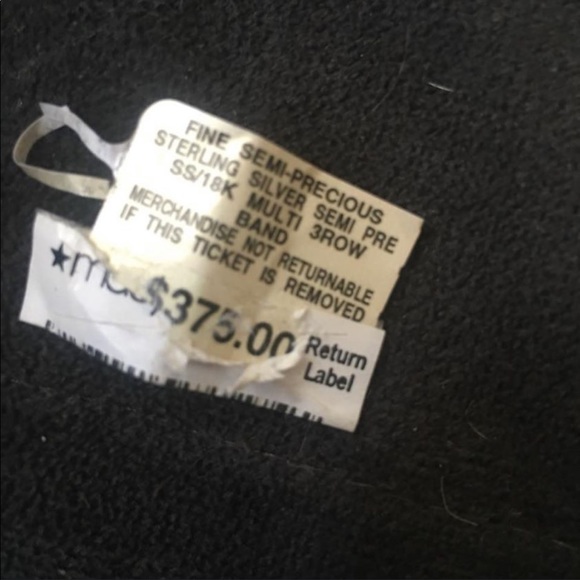 FINE SEMI-PRECIOUS
STERLING SILVER SEMI PRE
SS/18K MULTI 3ROW
BAND
MERCHANDISE NOT RETURNABLE
IF THIS TICKET IS REMOVED
$375.00
Return
Label